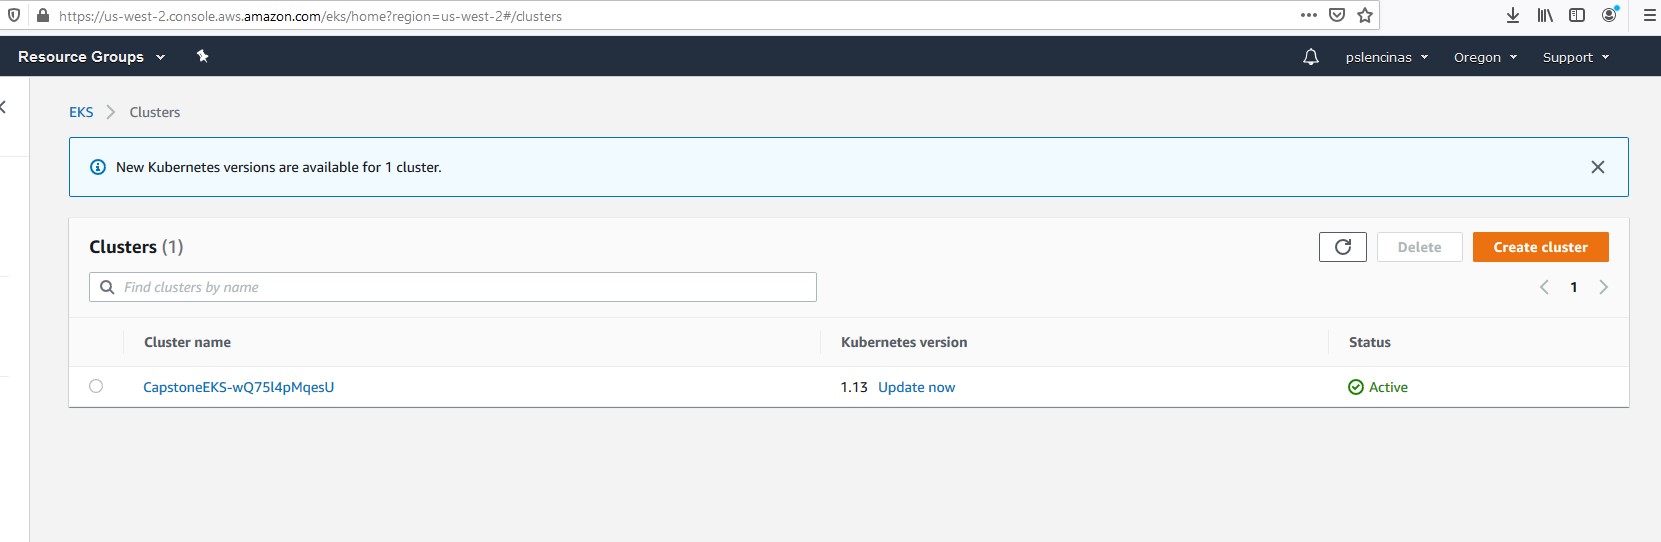 https://us-west-2.console.aws.amazon.com/eks/home?region=us-west-2#/clusters
Resource Groups pslencinas Oregon Support
EKS Clusters
New Kubernetes versions are available for 1 cluster.
Clusters (1) Delete Create cluster
Find clusters by name 1
Cluster name Kubernetes version Status
CapstoneEKS-wQ75l4pMqesU 1.13 Update now Active